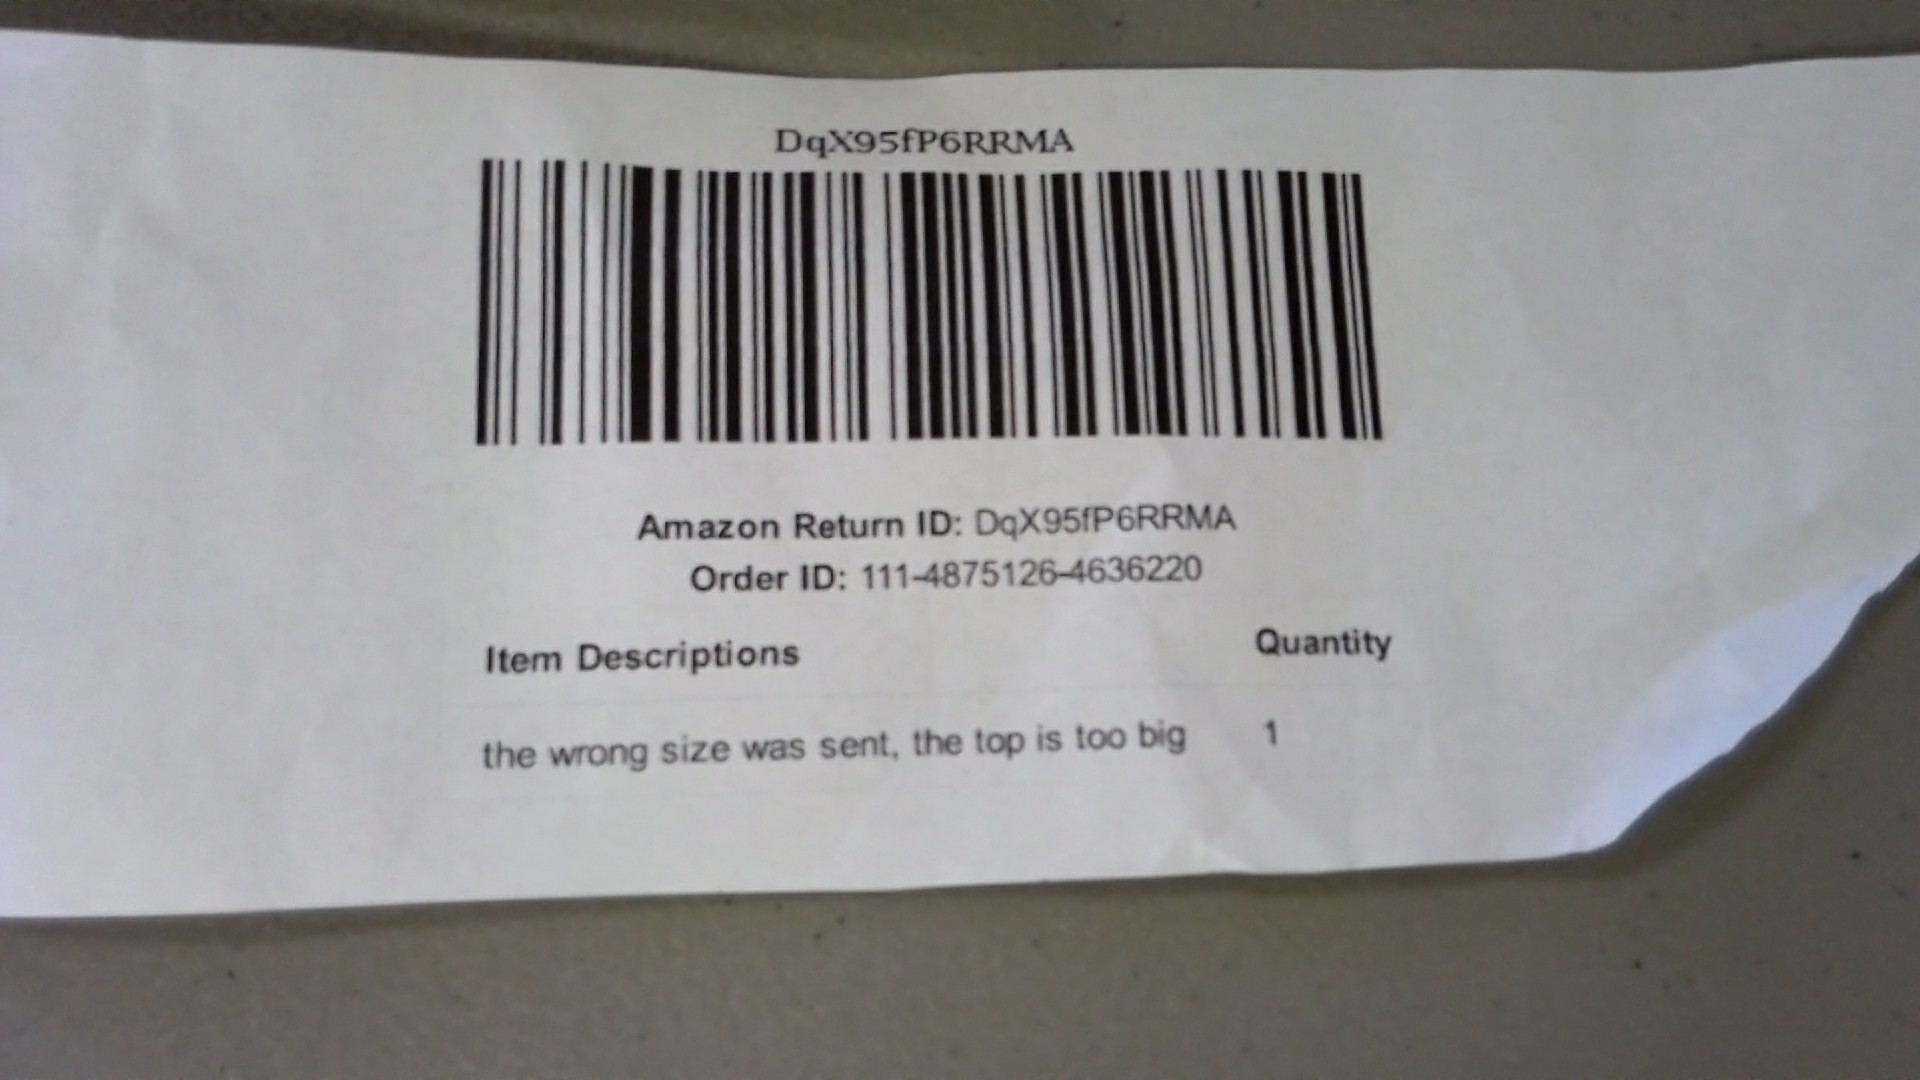 DqX95fP6RRMA
Amazon Return ID: DqX95fP6RRMA
Order ID: 111-4875126-4636220
Item Descriptions Quantity
the wrong size was sent, the top is too big 1